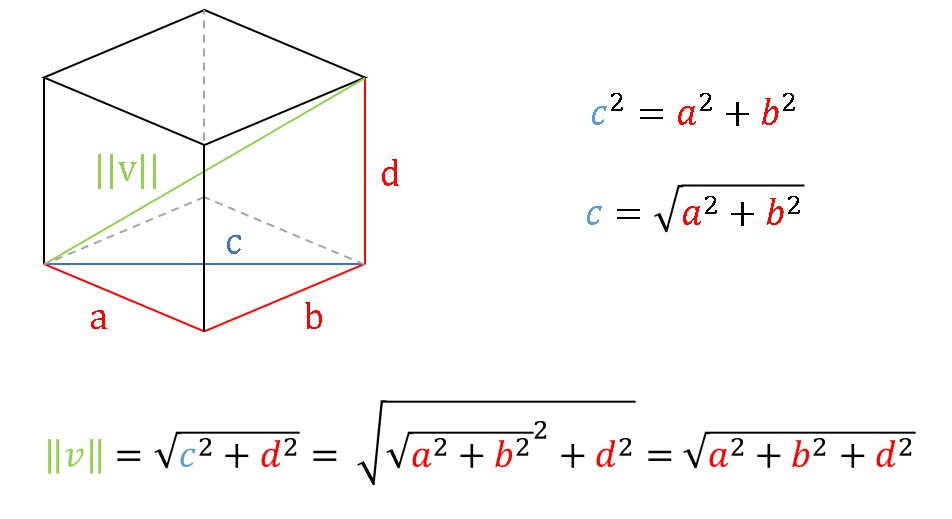 c² = a² + b²
||v||
d
c = √(a² + b²)
c
a
b
‖v‖ = √(c² + d²) = √(√(a² + b²)² + d²) = √(a² + b² + d²)